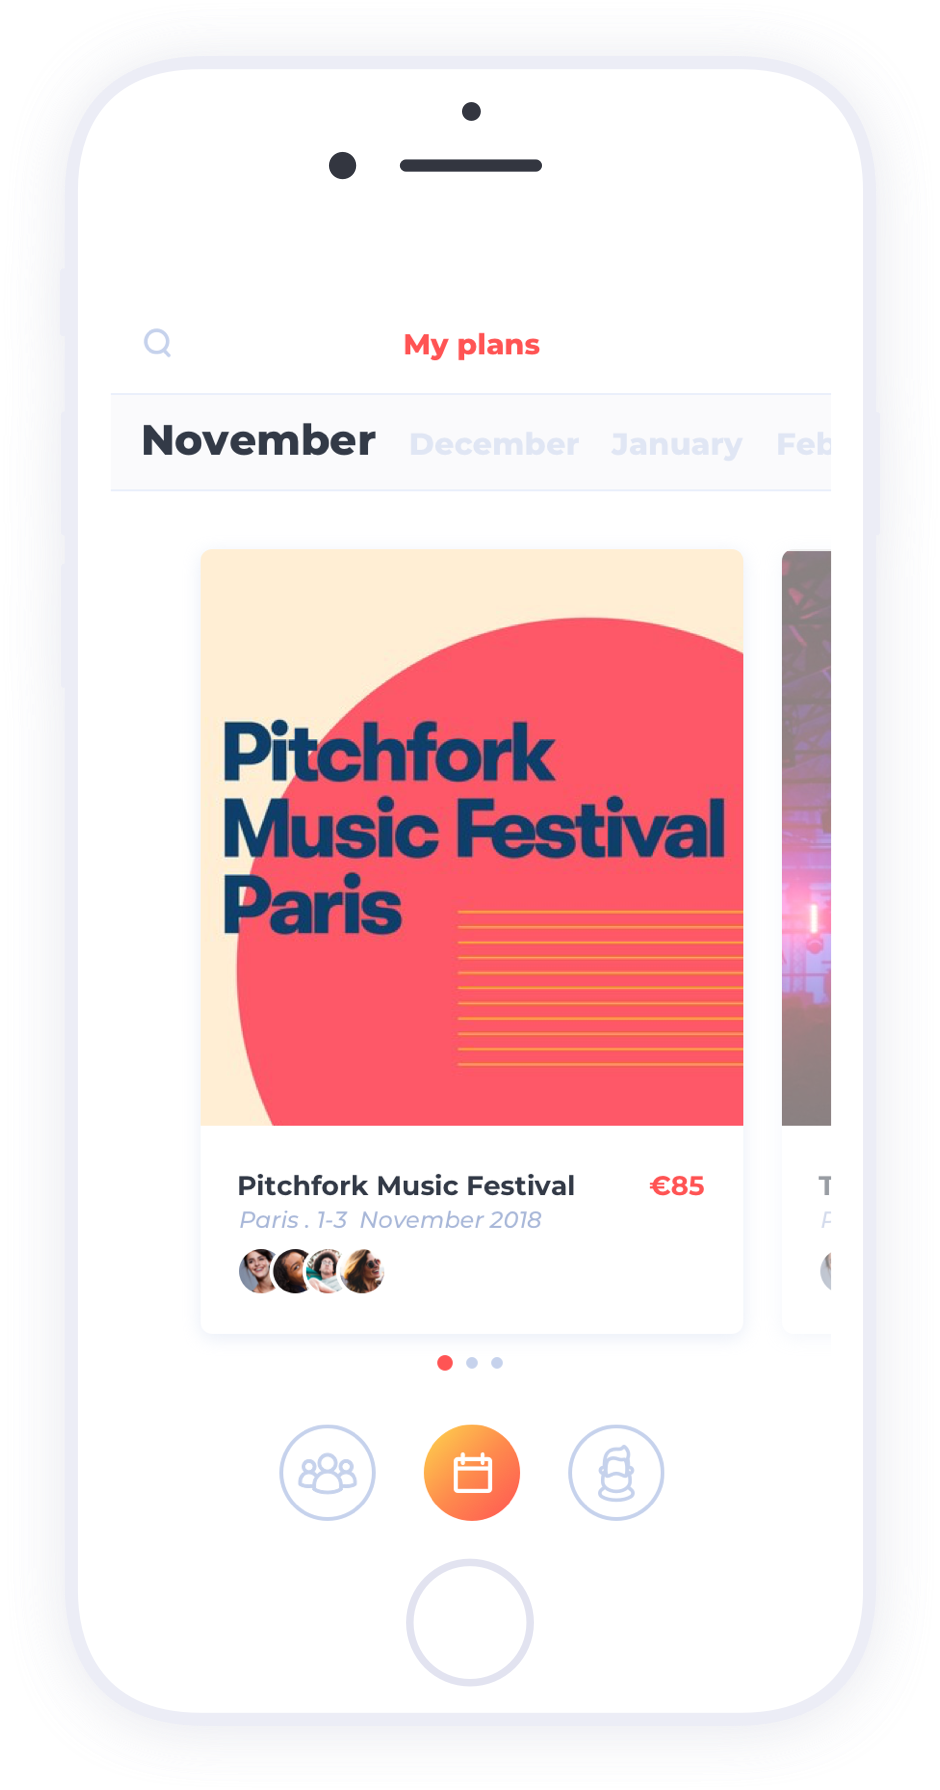 My plans
November December January Feb
Pitchfork
Music Festival
Paris
Pitchfork Music Festival €85
Paris . 1-3 November 2018